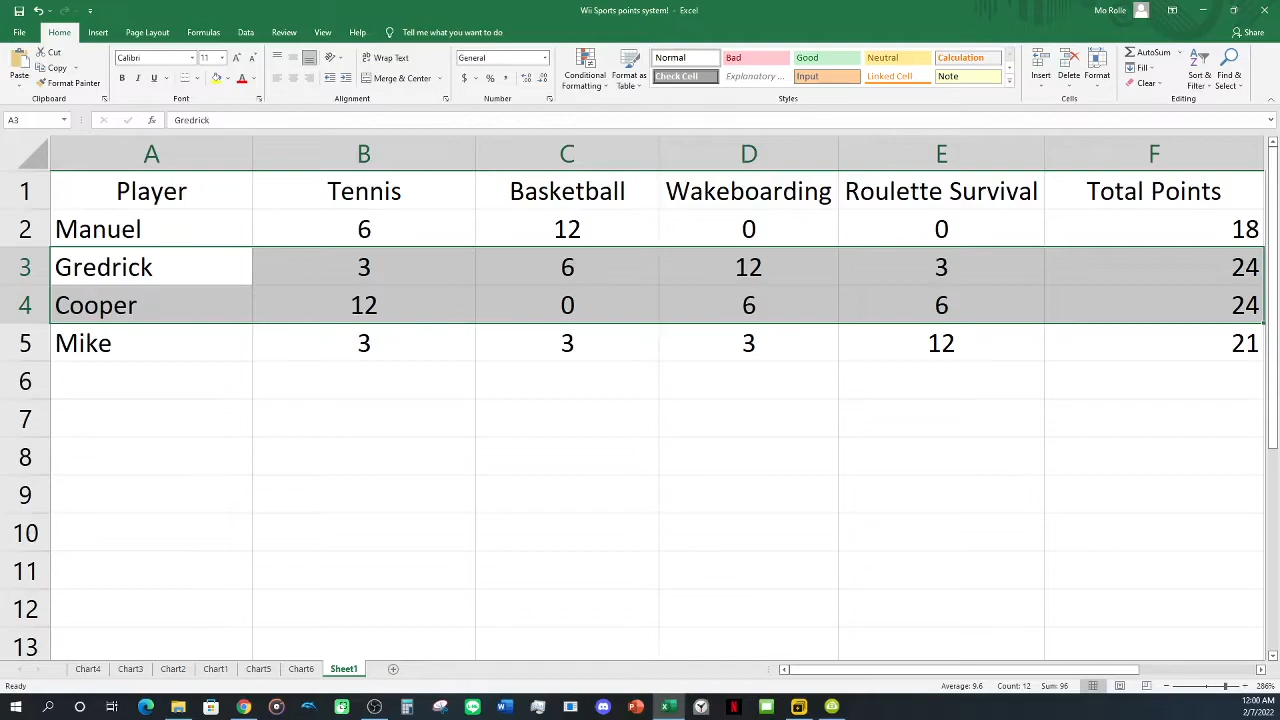 Wii Sports points system! - Excel
Mo Rolle
File Home Insert Page Layout Formulas Data Review View Help Tell me what you want to do Share
Paste Cut Copy Format Painter Clipboard
Calibri 11 B I U A A A Font
Wrap Text Merge & Center Alignment
General $ % , Number
Conditional Formatting Format as Table
Normal Bad Good Neutral Calculation
Check Cell Explanatory ... Input Linked Cell Note
Styles
Insert Delete Format Cells
AutoSum Fill Clear Sort & Filter Find & Select Editing
A3 fx Gredrick
A B C D E F
1 Player Tennis Basketball Wakeboarding Roulette Survival Total Points
2 Manuel 6 12 0 0 18
3 Gredrick 3 6 12 3 24
4 Cooper 12 0 6 6 24
5 Mike 3 3 3 12 21
6
7
8
9
10
11
12
13
Chart4 Chart3 Chart2 Chart1 Chart5 Chart6 Sheet1
Ready Average: 9.6 Count: 12 Sum: 96 286%
12:00 AM
2/7/2022